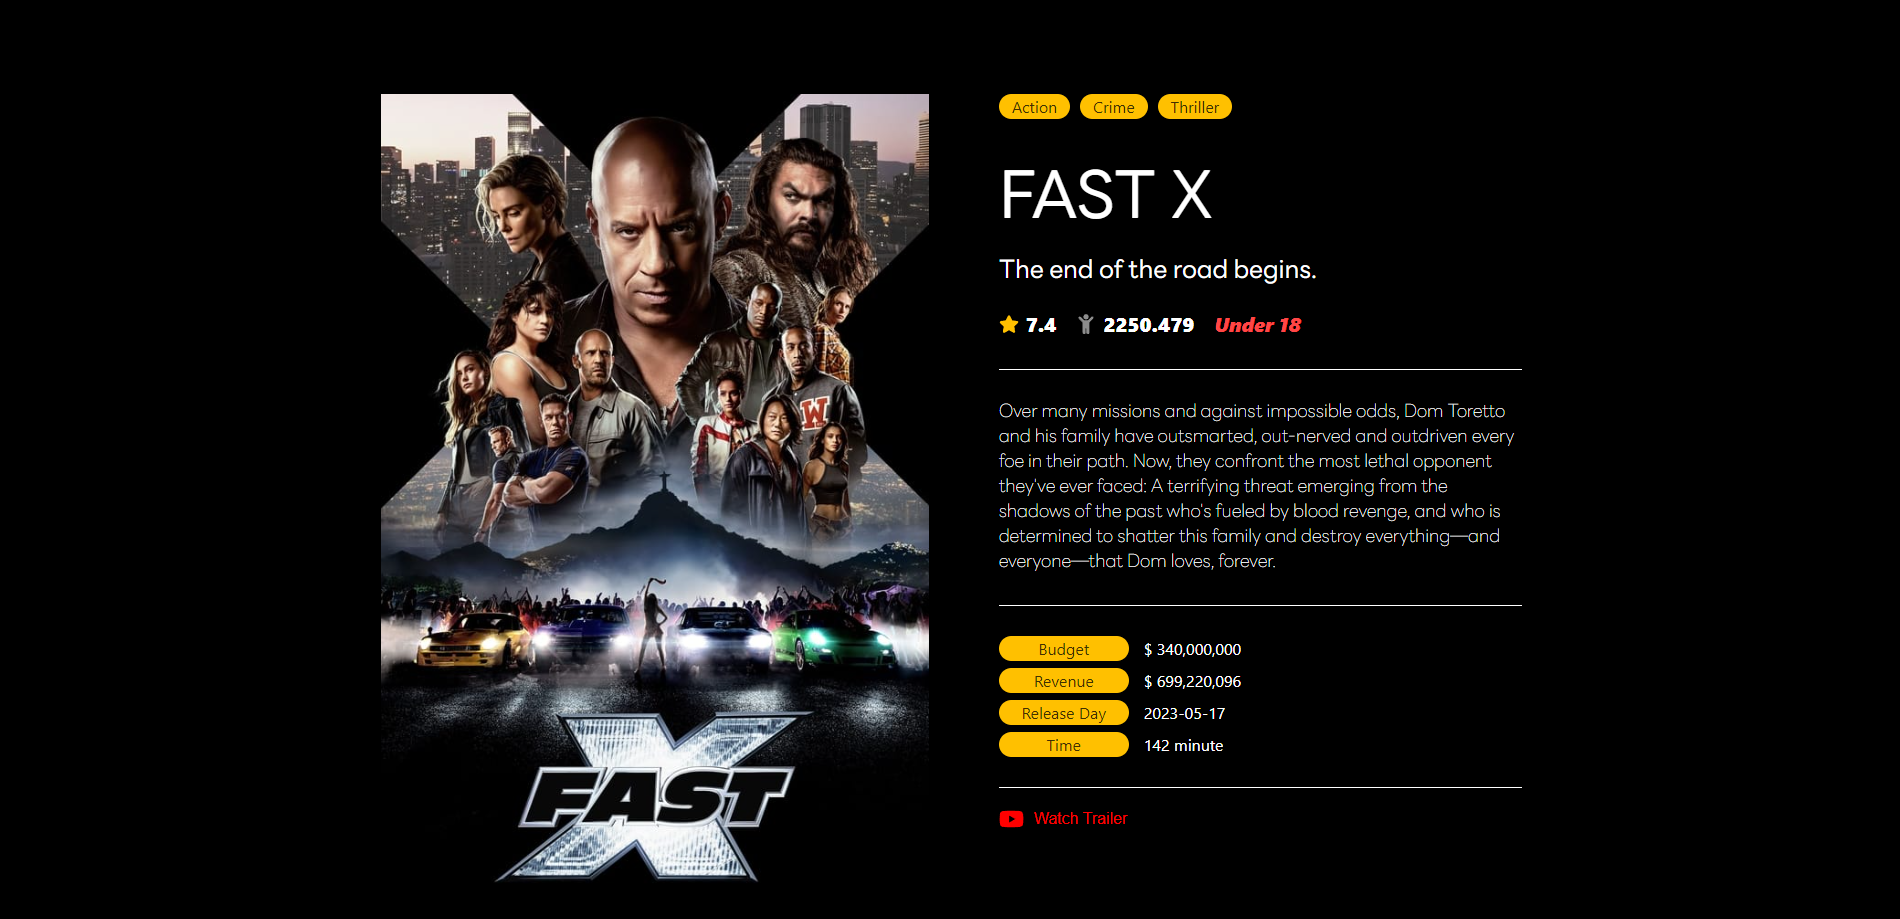 Action Crime Thriller
FAST X
The end of the road begins.
7.4 2250.479 Under 18
Over many missions and against impossible odds, Dom Toretto
and his family have outsmarted, out-nerved and outdriven every
foe in their path. Now, they confront the most lethal opponent
they've ever faced: A terrifying threat emerging from the
shadows of the past who's fueled by blood revenge, and who is
determined to shatter this family and destroy everything—and
everyone—that Dom loves, forever.
Budget $ 340,000,000
Revenue $ 699,220,096
Release Day 2023-05-17
Time 142 minute
Watch Trailer
W
FAST X